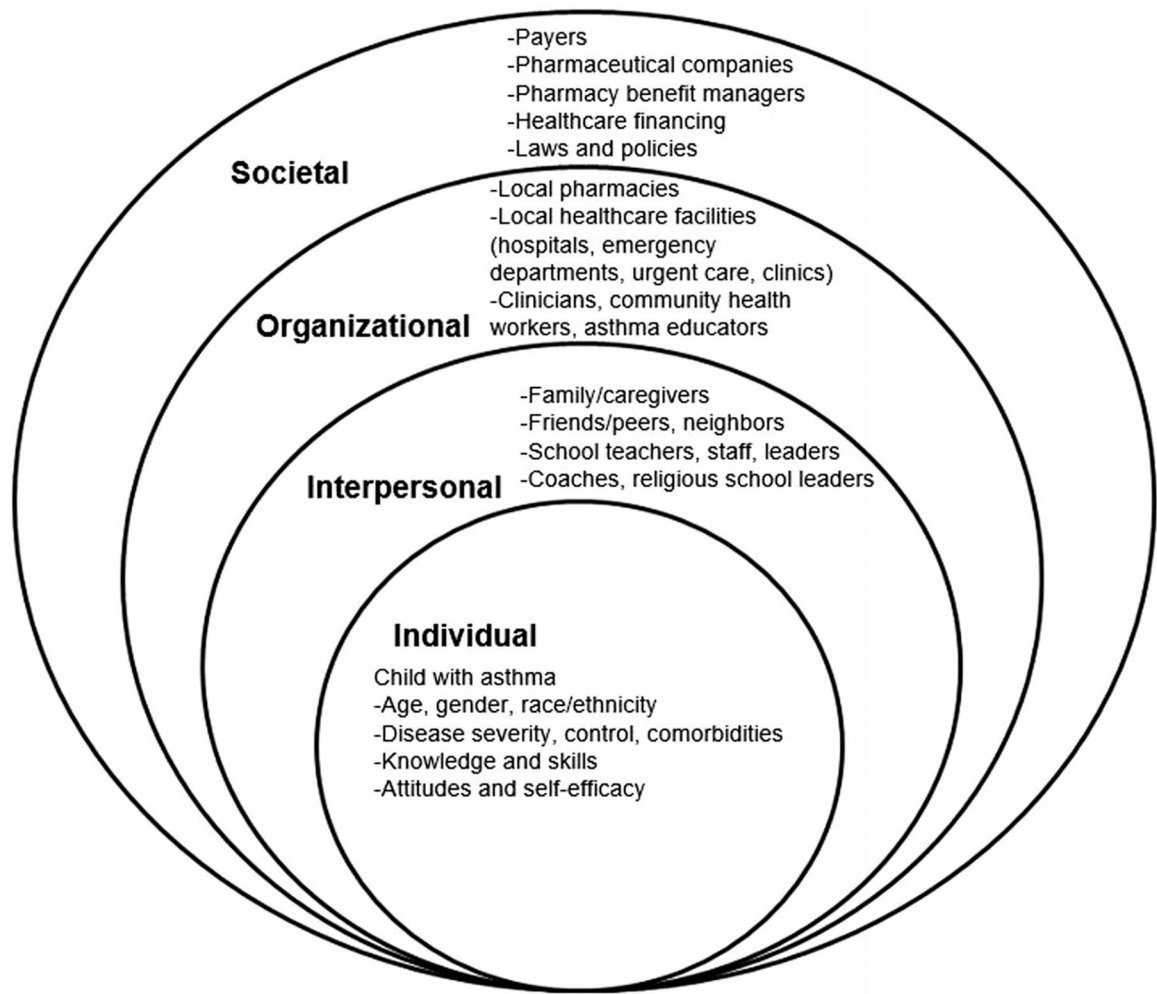 -Payers
-Pharmaceutical companies
-Pharmacy benefit managers
-Healthcare financing
-Laws and policies
Societal
-Local pharmacies
-Local healthcare facilities
(hospitals, emergency
departments, urgent care, clinics)
-Clinicians, community health
workers, asthma educators
Organizational
-Family/caregivers
-Friends/peers, neighbors
-School teachers, staff, leaders
-Coaches, religious school leaders
Interpersonal
Individual
Child with asthma
-Age, gender, race/ethnicity
-Disease severity, control, comorbidities
-Knowledge and skills
-Attitudes and self-efficacy